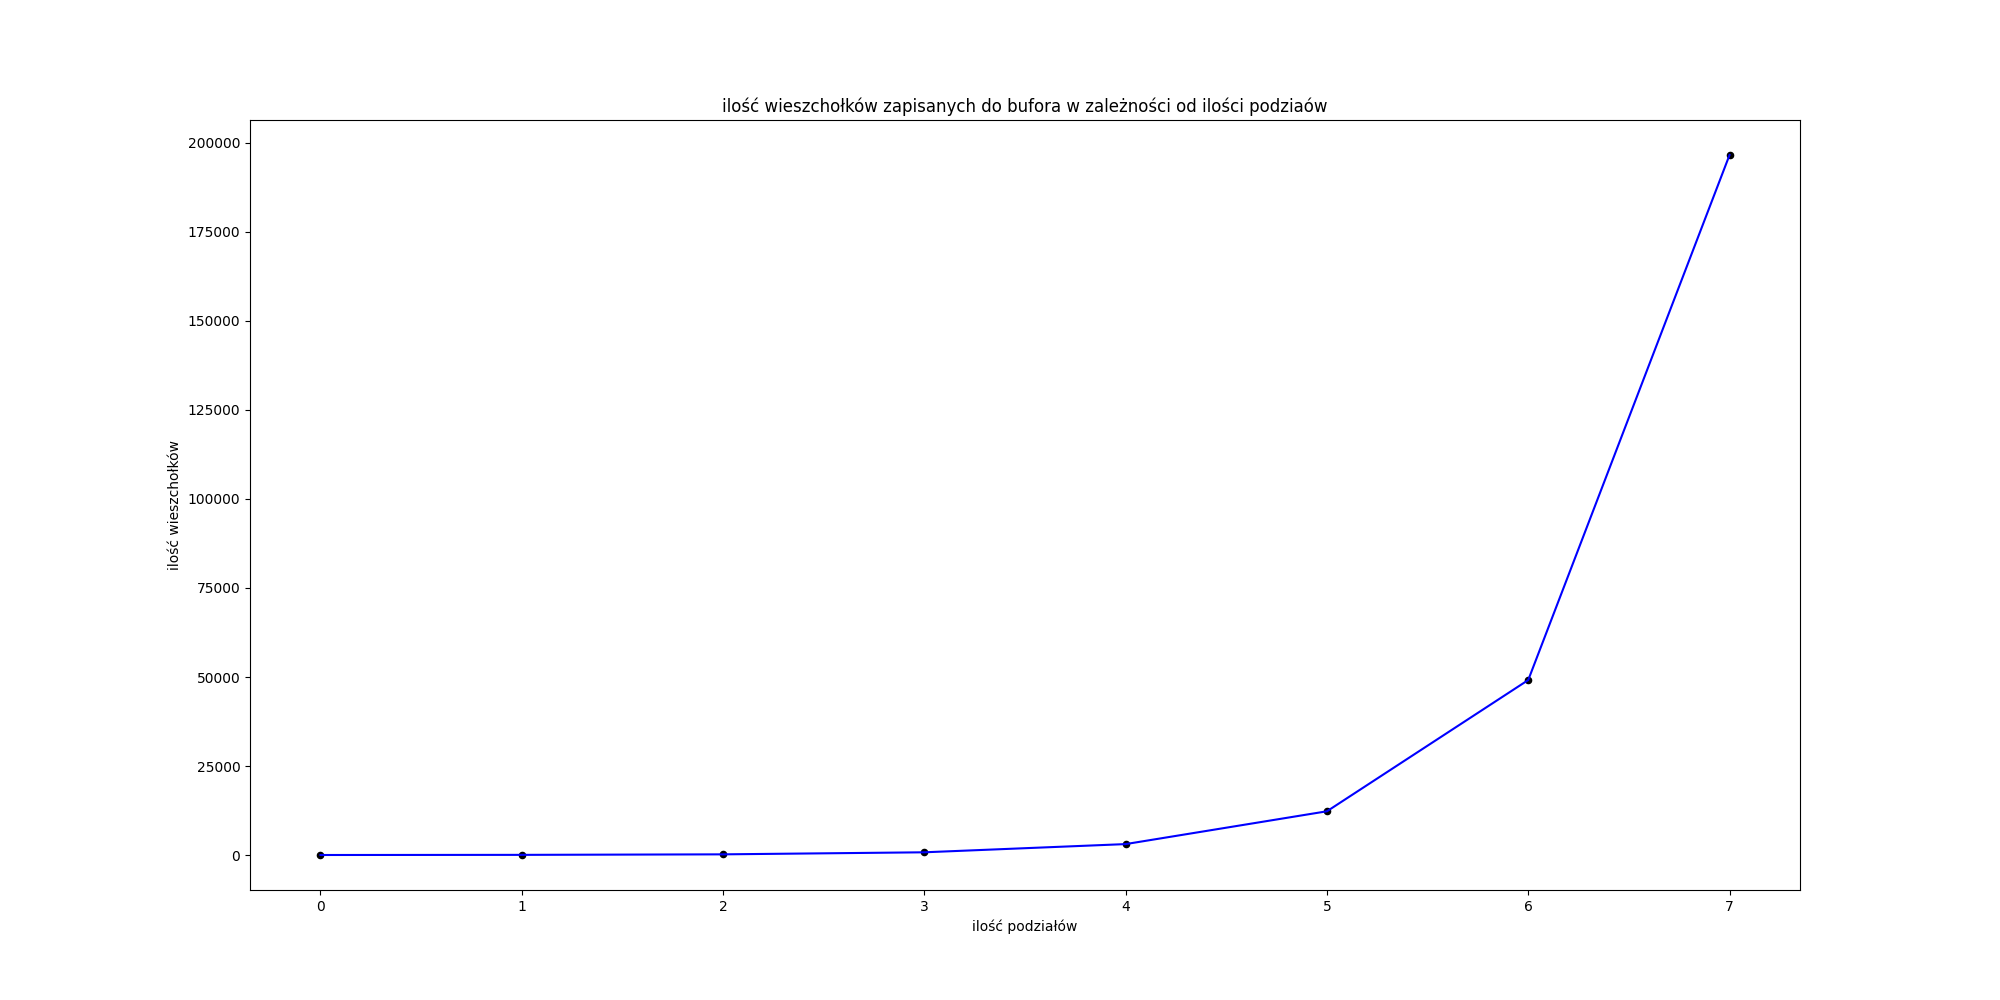 ilość wieszchołków zapisanych do bufora w zależności od ilości podziaów
200000
175000
150000
125000
100000
75000
50000
25000
0
ilość wieszchołków
0 1 2 3 4 5 6 7
ilość podziałów